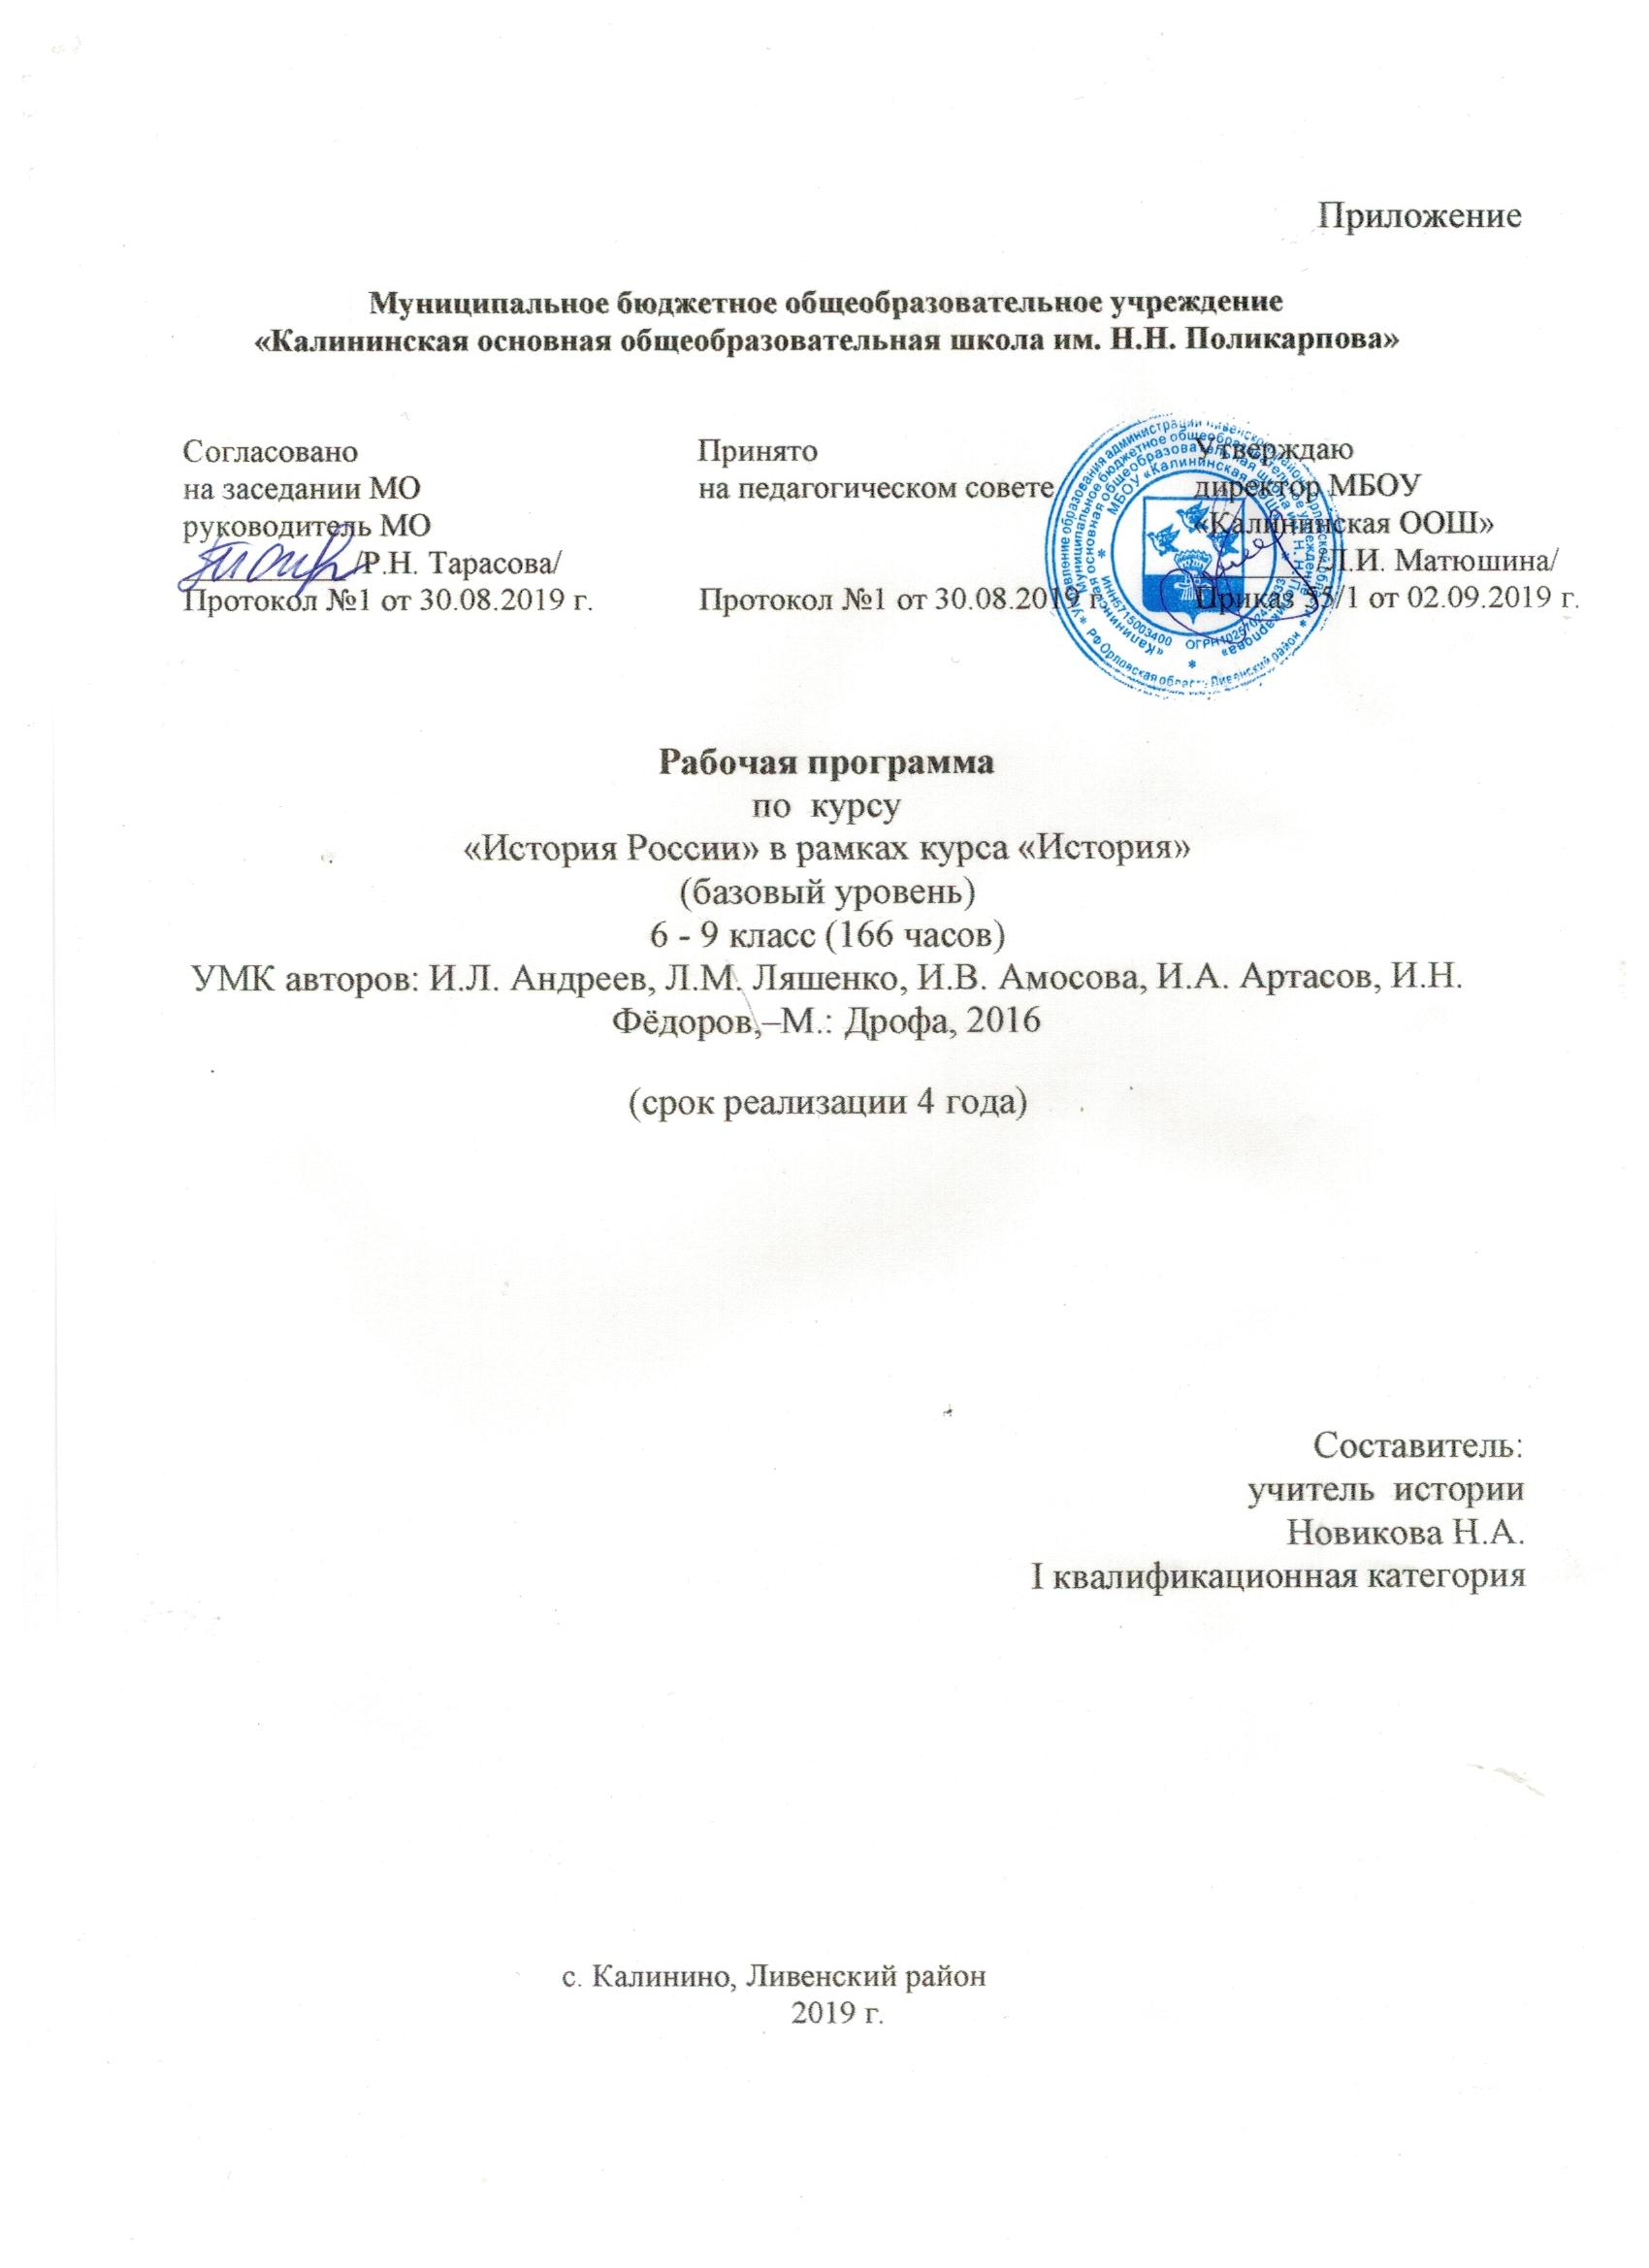 Приложение
Муниципальное бюджетное общеобразовательное учреждение
«Калининская основная общеобразовательная школа им. Н.Н. Поликарпова»
Согласовано
на заседании МО
руководитель МО
/Р.Н. Тарасова/
Протокол №1 от 30.08.2019 г.
Принято
на педагогическом совете
Протокол №1 от 30.08.2019 г.
Утверждаю
директор МБОУ
«Калининская ООШ»
/Л.И. Матюшина/
Приказ 55/1 от 02.09.2019 г.
МБОУ «Калининская ООШ
ИНН5715003400
Рабочая программа
по курсу
«История России» в рамках курса «История»
(базовый уровень)
6 - 9 класс (166 часов)
УМК авторов: И.Л. Андреев, Л.М. Ляшенко, И.В. Амосова, И.А. Артасов, И.Н.
Фёдоров,–М.: Дрофа, 2016
(срок реализации 4 года)
Составитель:
учитель истории
Новикова Н.А.
I квалификационная категория
с. Калинино, Ливенский район
2019 г.